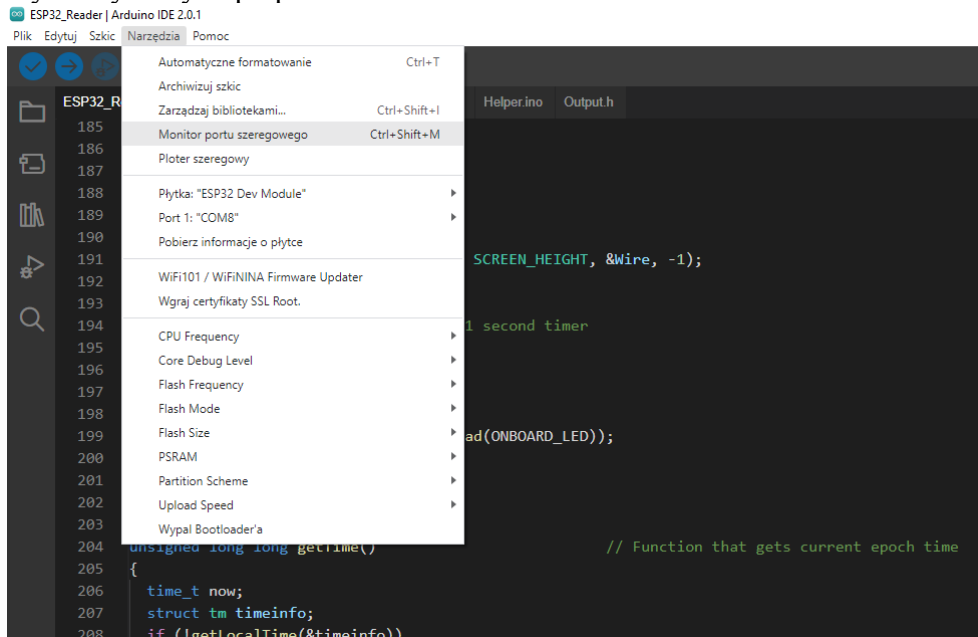 ESP32_Reader | Arduino IDE 2.0.1
Plik Edytuj Szkic Narzędzia Pomoc
Automatyczne formatowanie Ctrl+T
Archiwizuj szkic
Zarządzaj bibliotekami... Ctrl+Shift+I
Monitor portu szeregowego Ctrl+Shift+M
Ploter szeregowy
Płytka: "ESP32 Dev Module"
Port 1: "COM8"
Pobierz informacje o płytce
WiFi101 / WiFiNINA Firmware Updater
Wgraj certyfikaty SSL Root.
CPU Frequency
Core Debug Level
Flash Frequency
Flash Mode
Flash Size
PSRAM
Partition Scheme
Upload Speed
Wypal Bootloader'a
ESP32_R Helper.ino Output.h
185
186
187
188
189
190
191 SCREEN_HEIGHT, &Wire, -1);
192
193
194 1 second timer
195
196
197
198
199 ad(ONBOARD_LED));
200
201
202
203
204 unsigned long long getTime() // Function that gets current epoch time
205 {
206 time_t now;
207 struct tm timeinfo;
208 if (!getLocalTime(&timeinfo))